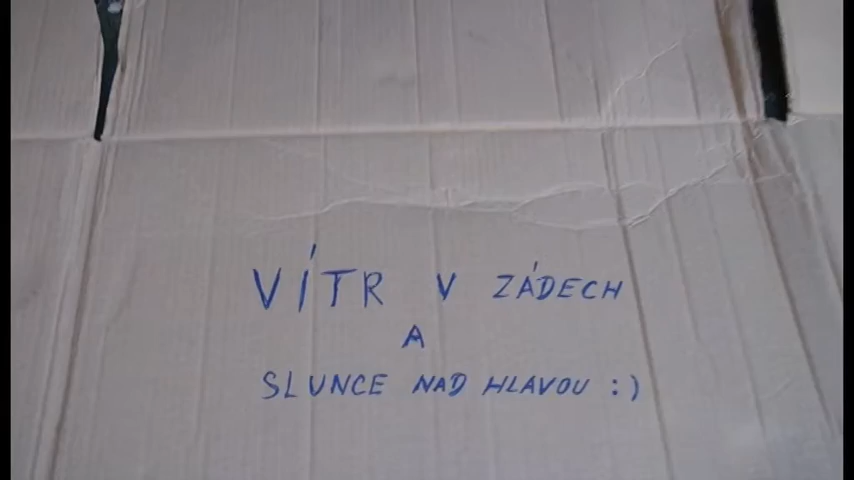 VÍTR V ZÁDECH
A
SLUNCE NAD HLAVOU :)